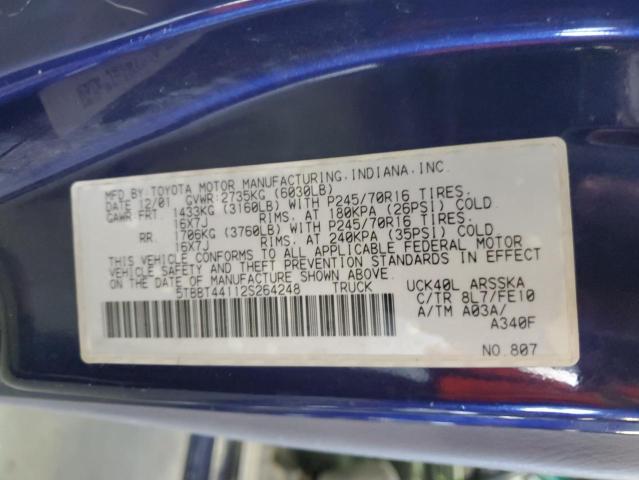 MFD BY:TOYOTA MOTOR MANUFACTURING, INDIANA, INC.
DATE 12/01 GVWR:2735KG (6030LB)
GAWR: FRT. 1433KG (3160LB) WITH P245/70R16 TIRES.
16X7J RIMS. AT 180KPA (26PSI) COLD
RR. 1706KG (3760LB) WITH P245/70R16 TIRES.
16X7J RIMS. AT 240KPA (35PSI) COLD
THIS VEHICLE CONFORMS TO ALL APPLICABLE FEDERAL MOTOR
VEHICLE SAFETY AND THEFT PREVENTION STANDARDS IN EFFECT
ON THE DATE OF MANUFACTURE SHOWN ABOVE.
5TBBT44112S264248 TRUCK
UCK40L ARSSKA
C/TR 8L7/FE10
A/TM A03A/
A340F
NO.807